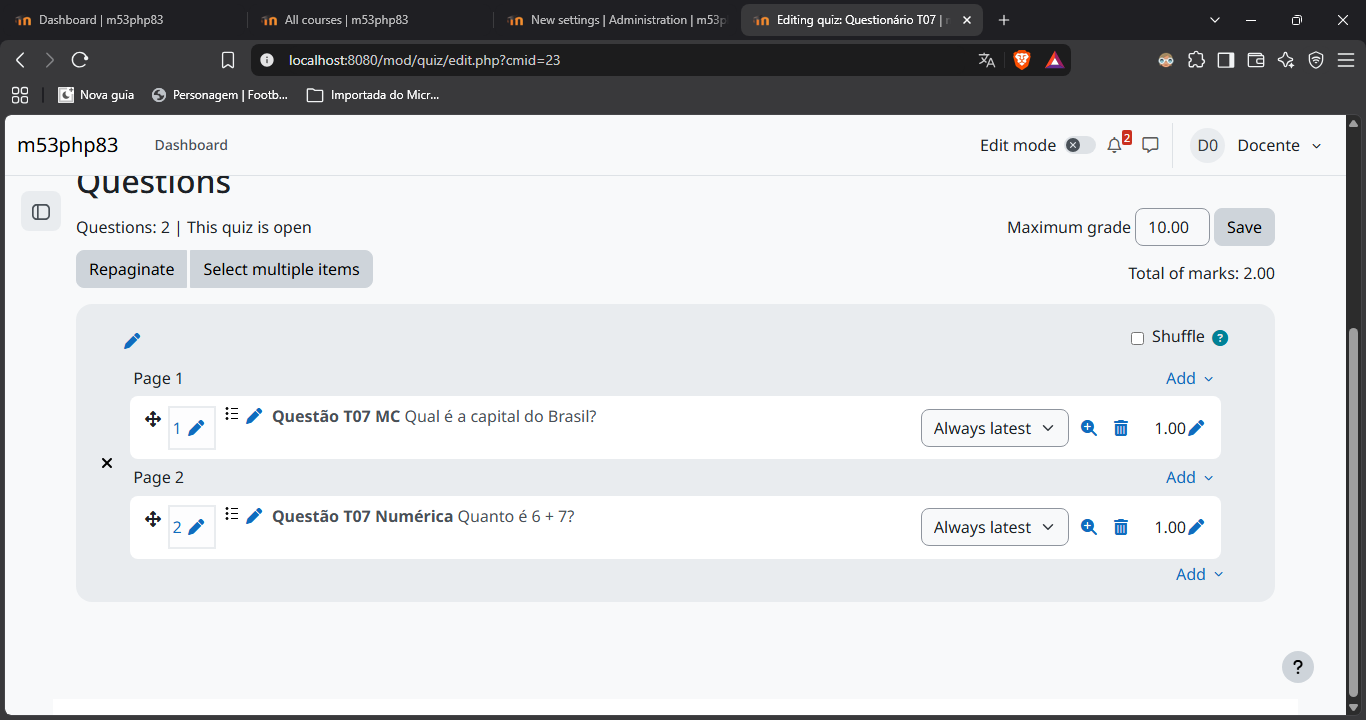 Dashboard | m53php83
All courses | m53php83
New settings | Administration | m53p
Editing quiz: Questionário T07 |
localhost:8080/mod/quiz/edit.php?cmid=23
Nova guia
Personagem | Footb...
Importada do Micr...
m53php83
Dashboard
Edit mode
2
D0
Docente
Questions
Questions: 2 | This quiz is open
Maximum grade
10.00
Save
Repaginate
Select multiple items
Total of marks: 2.00
Shuffle ?
Page 1
Add
1
Questão T07 MC Qual é a capital do Brasil?
Always latest
1.00
Page 2
Add
2
Questão T07 Numérica Quanto é 6 + 7?
Always latest
1.00
Add
?